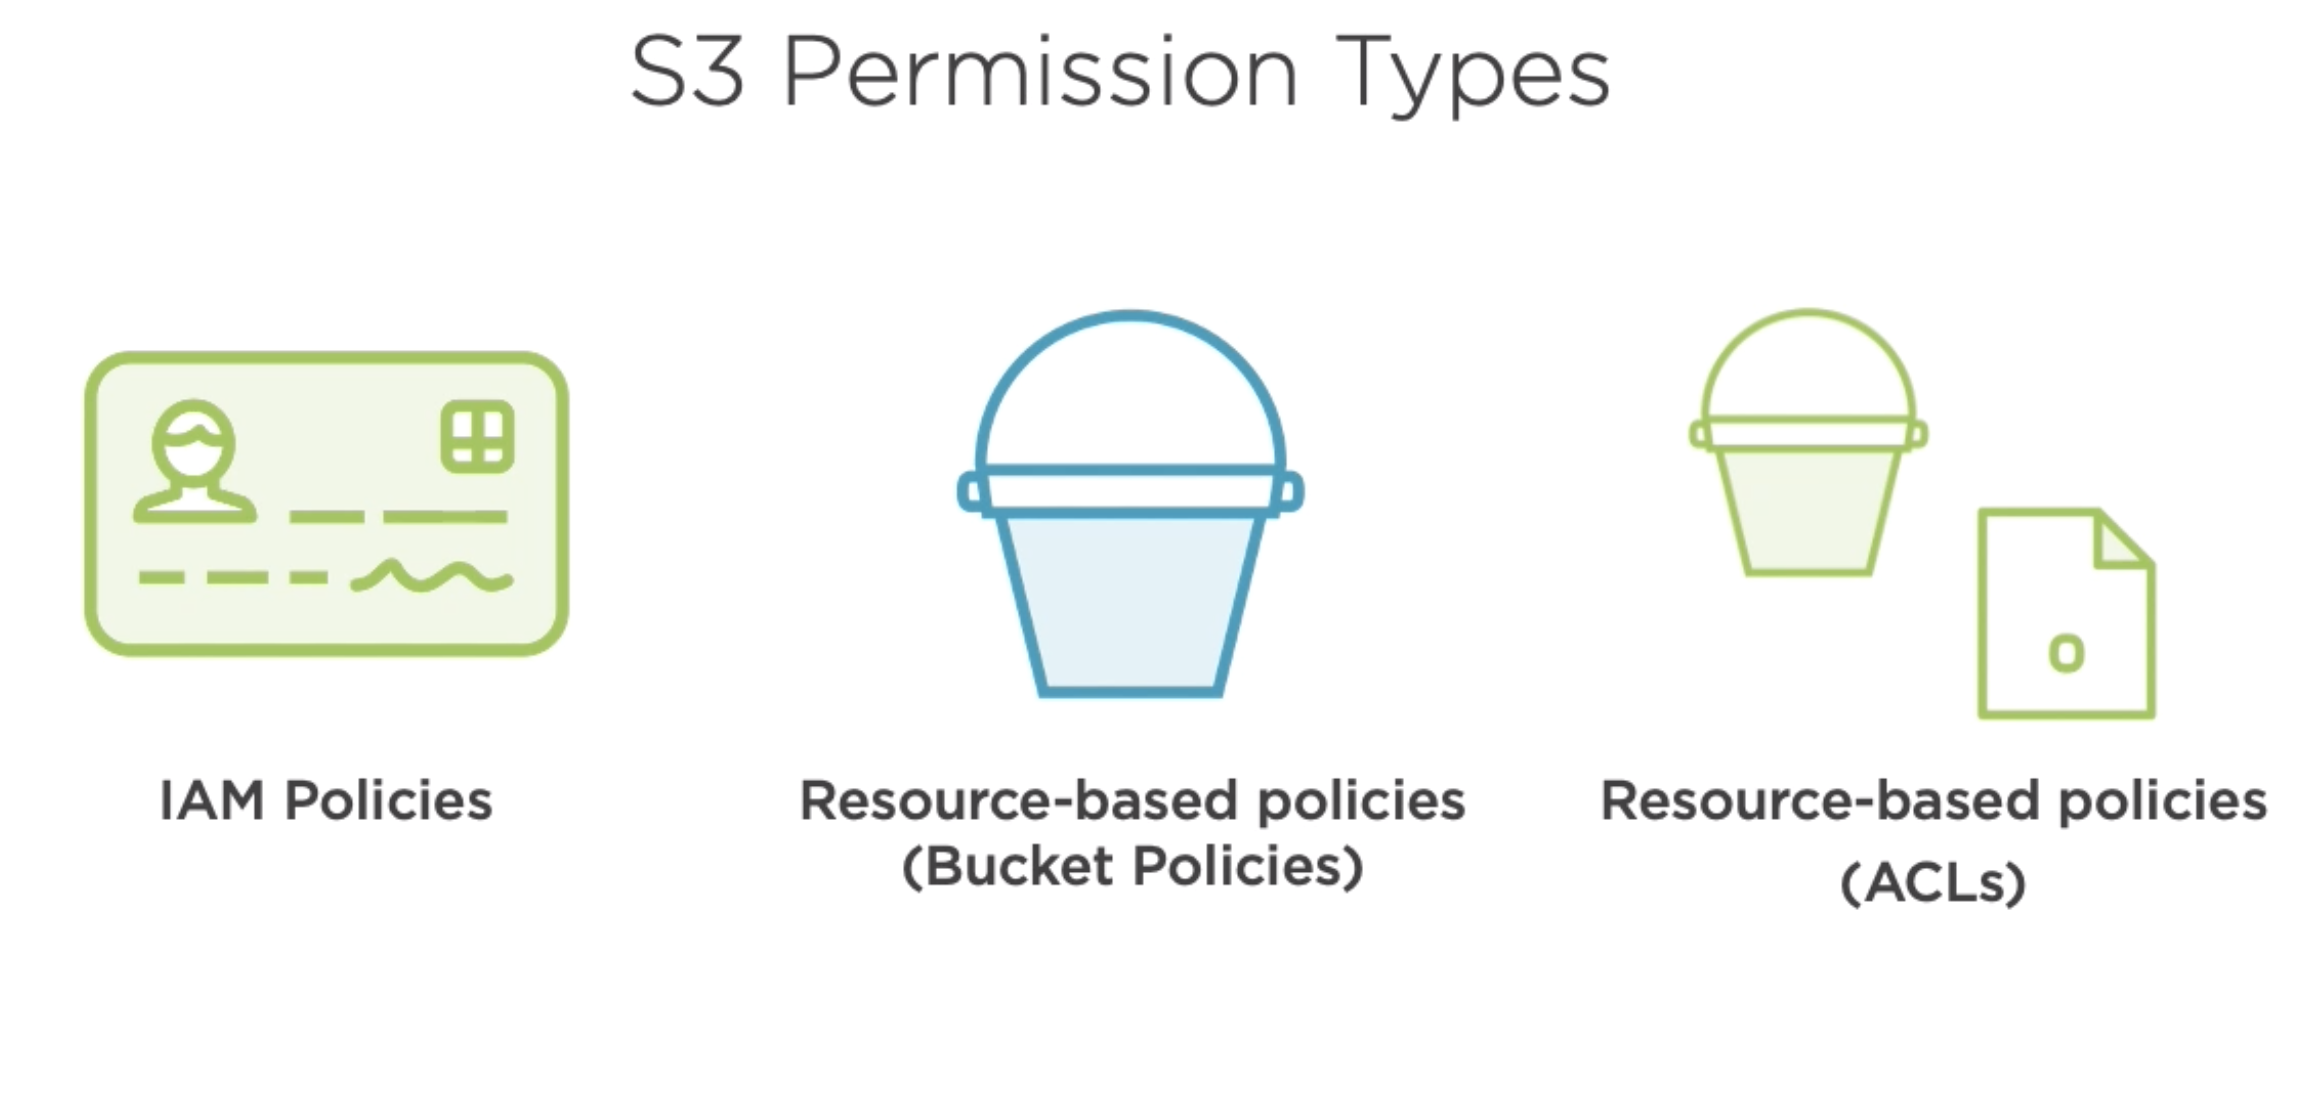 S3 Permission Types
IAM Policies
Resource-based policies
(Bucket Policies)
Resource-based policies
(ACLs)